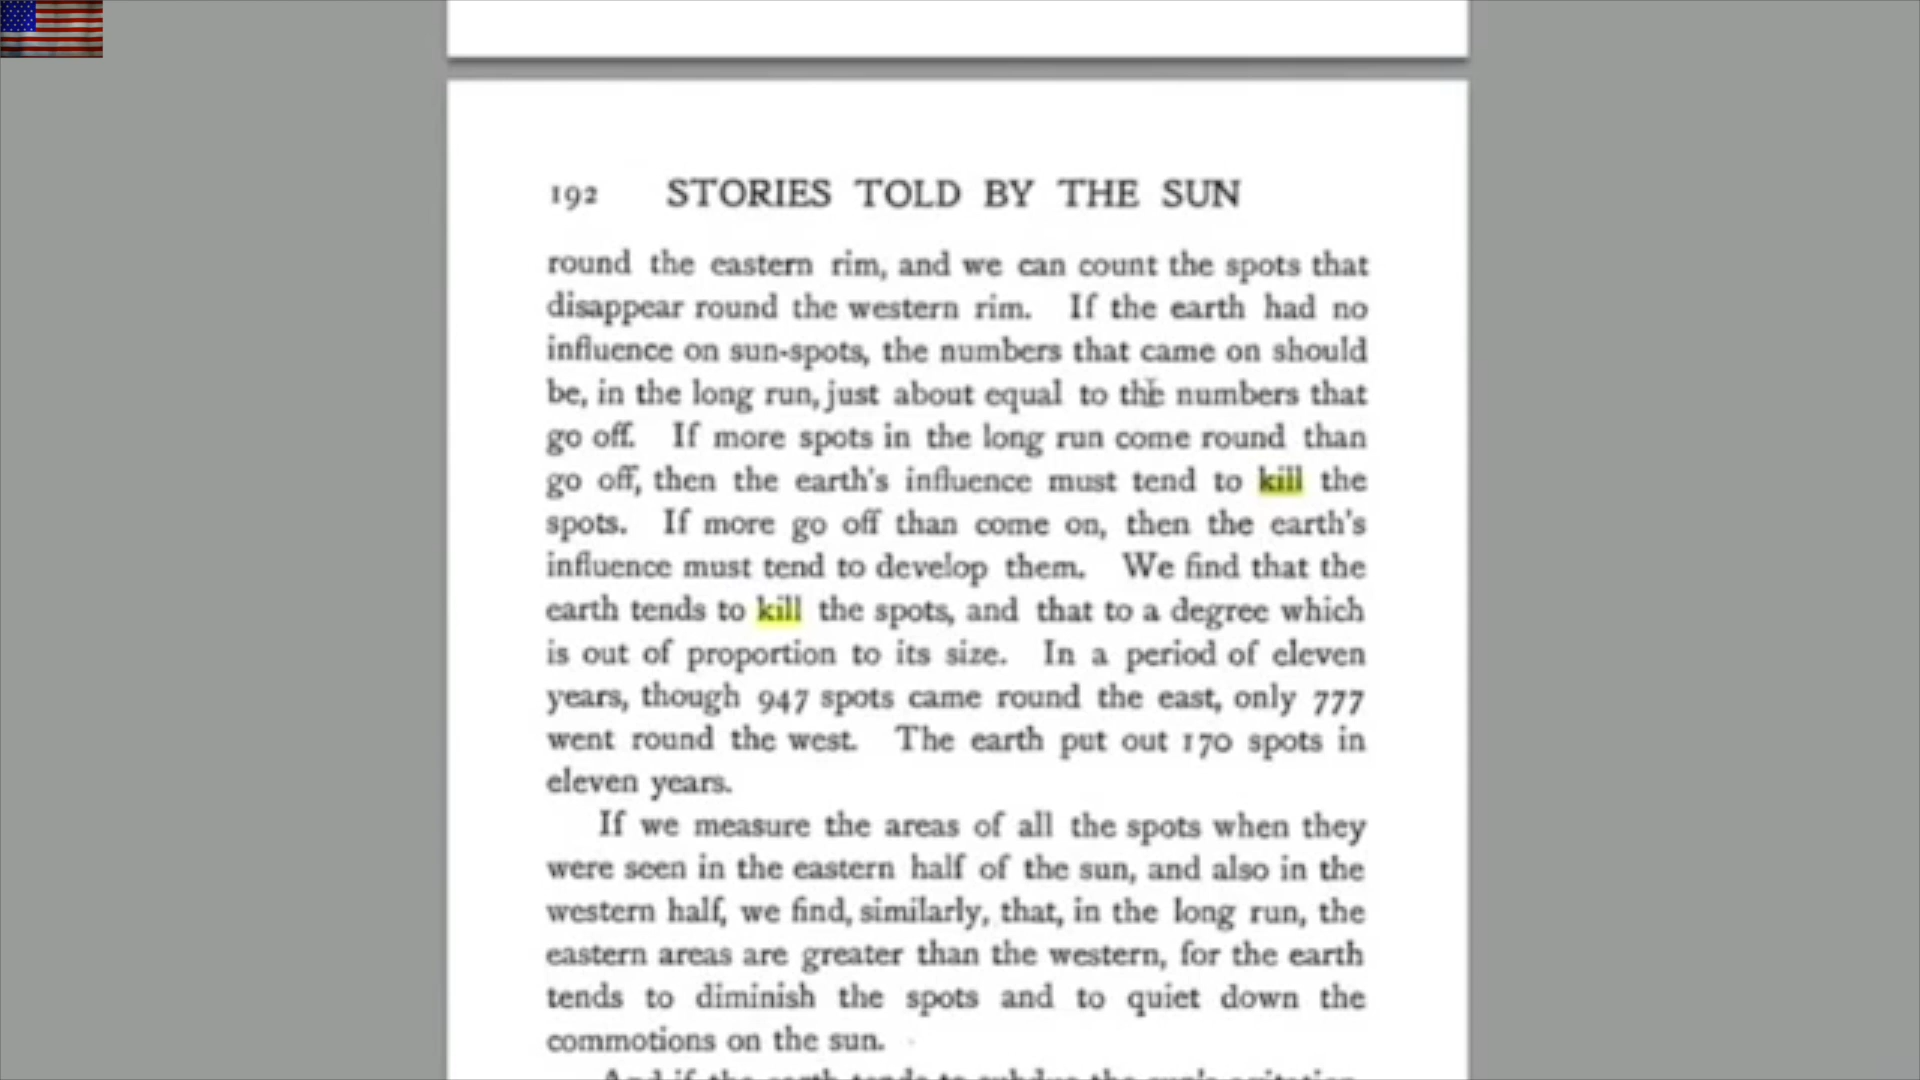 192 STORIES TOLD BY THE SUN
round the eastern rim, and we can count the spots that
disappear round the western rim. If the earth had no
influence on sun-spots, the numbers that came on should
be, in the long run, just about equal to the numbers that
go off. If more spots in the long run come round than
go off, then the earth's influence must tend to kill the
spots. If more go off than come on, then the earth's
influence must tend to develop them. We find that the
earth tends to kill the spots, and that to a degree which
is out of proportion to its size. In a period of eleven
years, though 947 spots came round the east, only 777
went round the west. The earth put out 170 spots in
eleven years.
If we measure the areas of all the spots when they
were seen in the eastern half of the sun, and also in the
western half, we find, similarly, that, in the long run, the
eastern areas are greater than the western, for the earth
tends to diminish the spots and to quiet down the
commotions on the sun.
And if the earth tends to subdue the sun's agitation